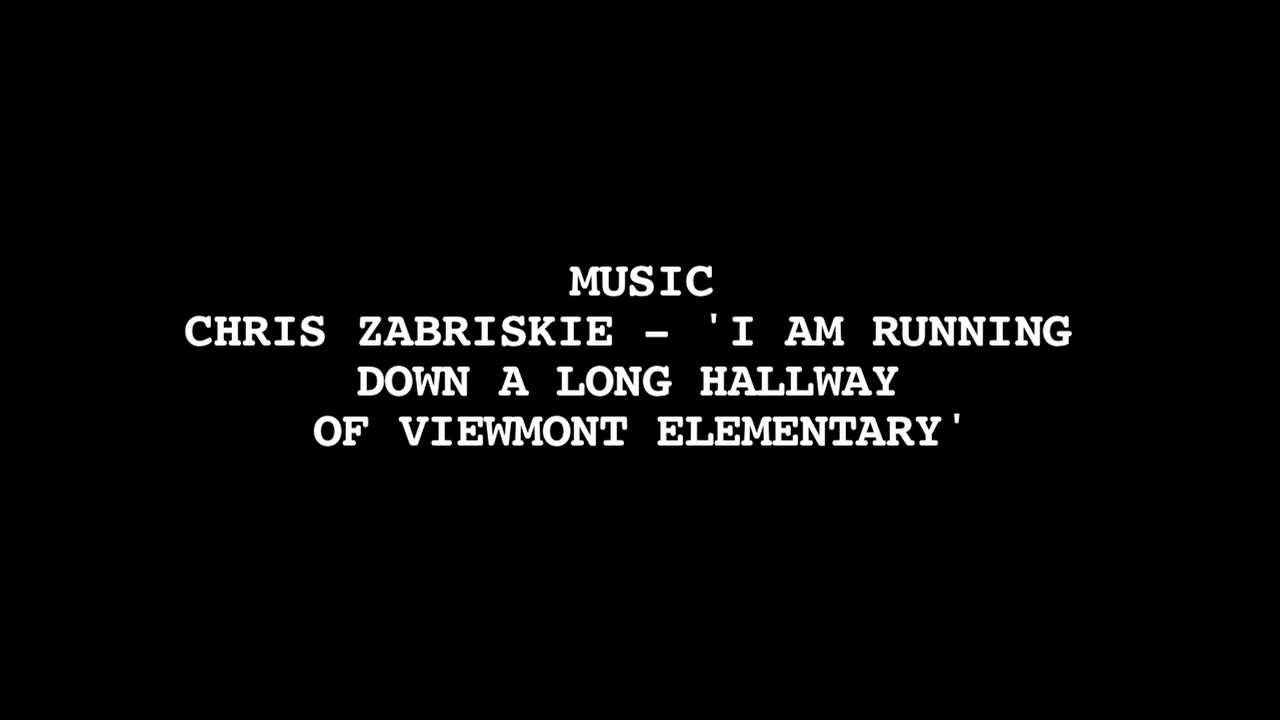 MUSIC
CHRIS ZABRISKIE - 'I AM RUNNING
DOWN A LONG HALLWAY
OF VIEWMONT ELEMENTARY'